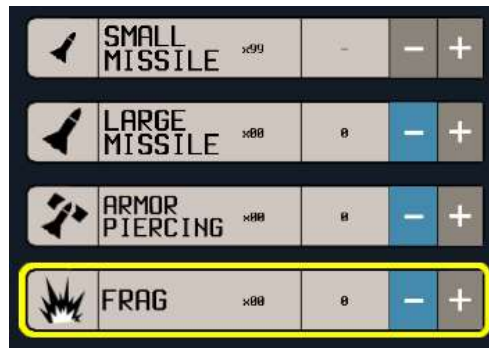 SMALL
MISSILE x99 - - +
LARGE
MISSILE x00 0 - +
ARMOR
PIERCING x00 0 - +
FRAG x00 0 - +